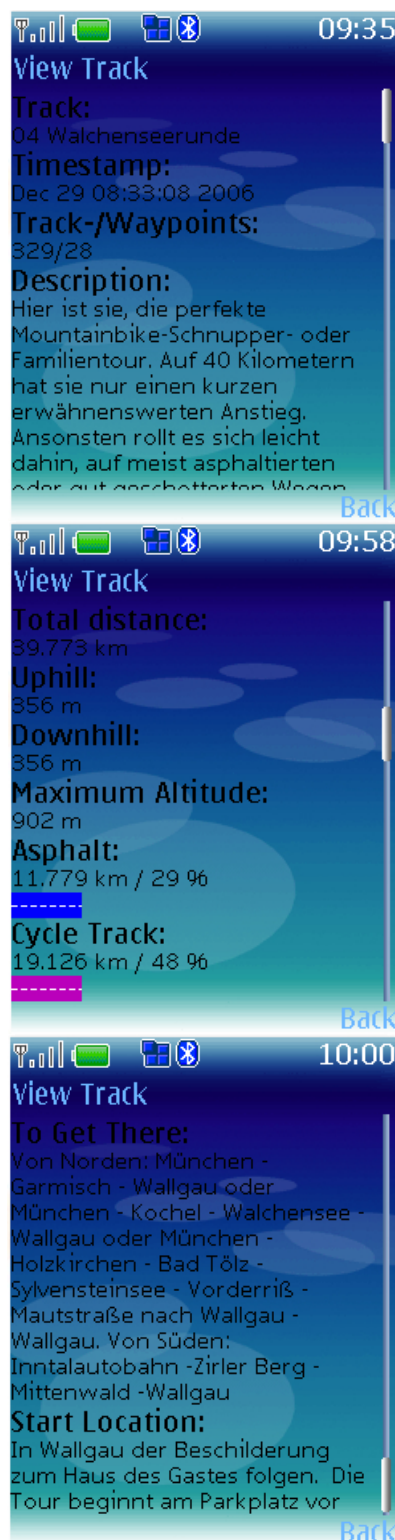 09:35
View Track
Track:
04 Walchenseerunde
Timestamp:
Dec 29 08:33:08 2006
Track-/Waypoints:
329/28
Description:
Hier ist sie, die perfekte
Mountainbike-Schnupper- oder
Familientour. Auf 40 Kilometern
hat sie nur einen kurzen
erwähnenswerten Anstieg.
Ansonsten rollt es sich leicht
dahin, auf meist asphaltierten
oder gut geschotterten Wegen
Back
09:58
View Track
Total distance:
39.773 km
Uphill:
356 m
Downhill:
356 m
Maximum Altitude:
902 m
Asphalt:
11.779 km / 29 %
Cycle Track:
19.126 km / 48 %
Back
10:00
View Track
To Get There:
Von Norden: München -
Garmisch - Wallgau oder
München - Kochel - Walchensee -
Wallgau oder München -
Holzkirchen - Bad Tölz -
Sylvensteinsee - Vorderriß -
Mautstraße nach Wallgau -
Wallgau. Von Süden:
Inntalautobahn -Zirler Berg -
Mittenwald -Wallgau
Start Location:
In Wallgau der Beschilderung
zum Haus des Gastes folgen. Die
Tour beginnt am Parkplatz vor
Back